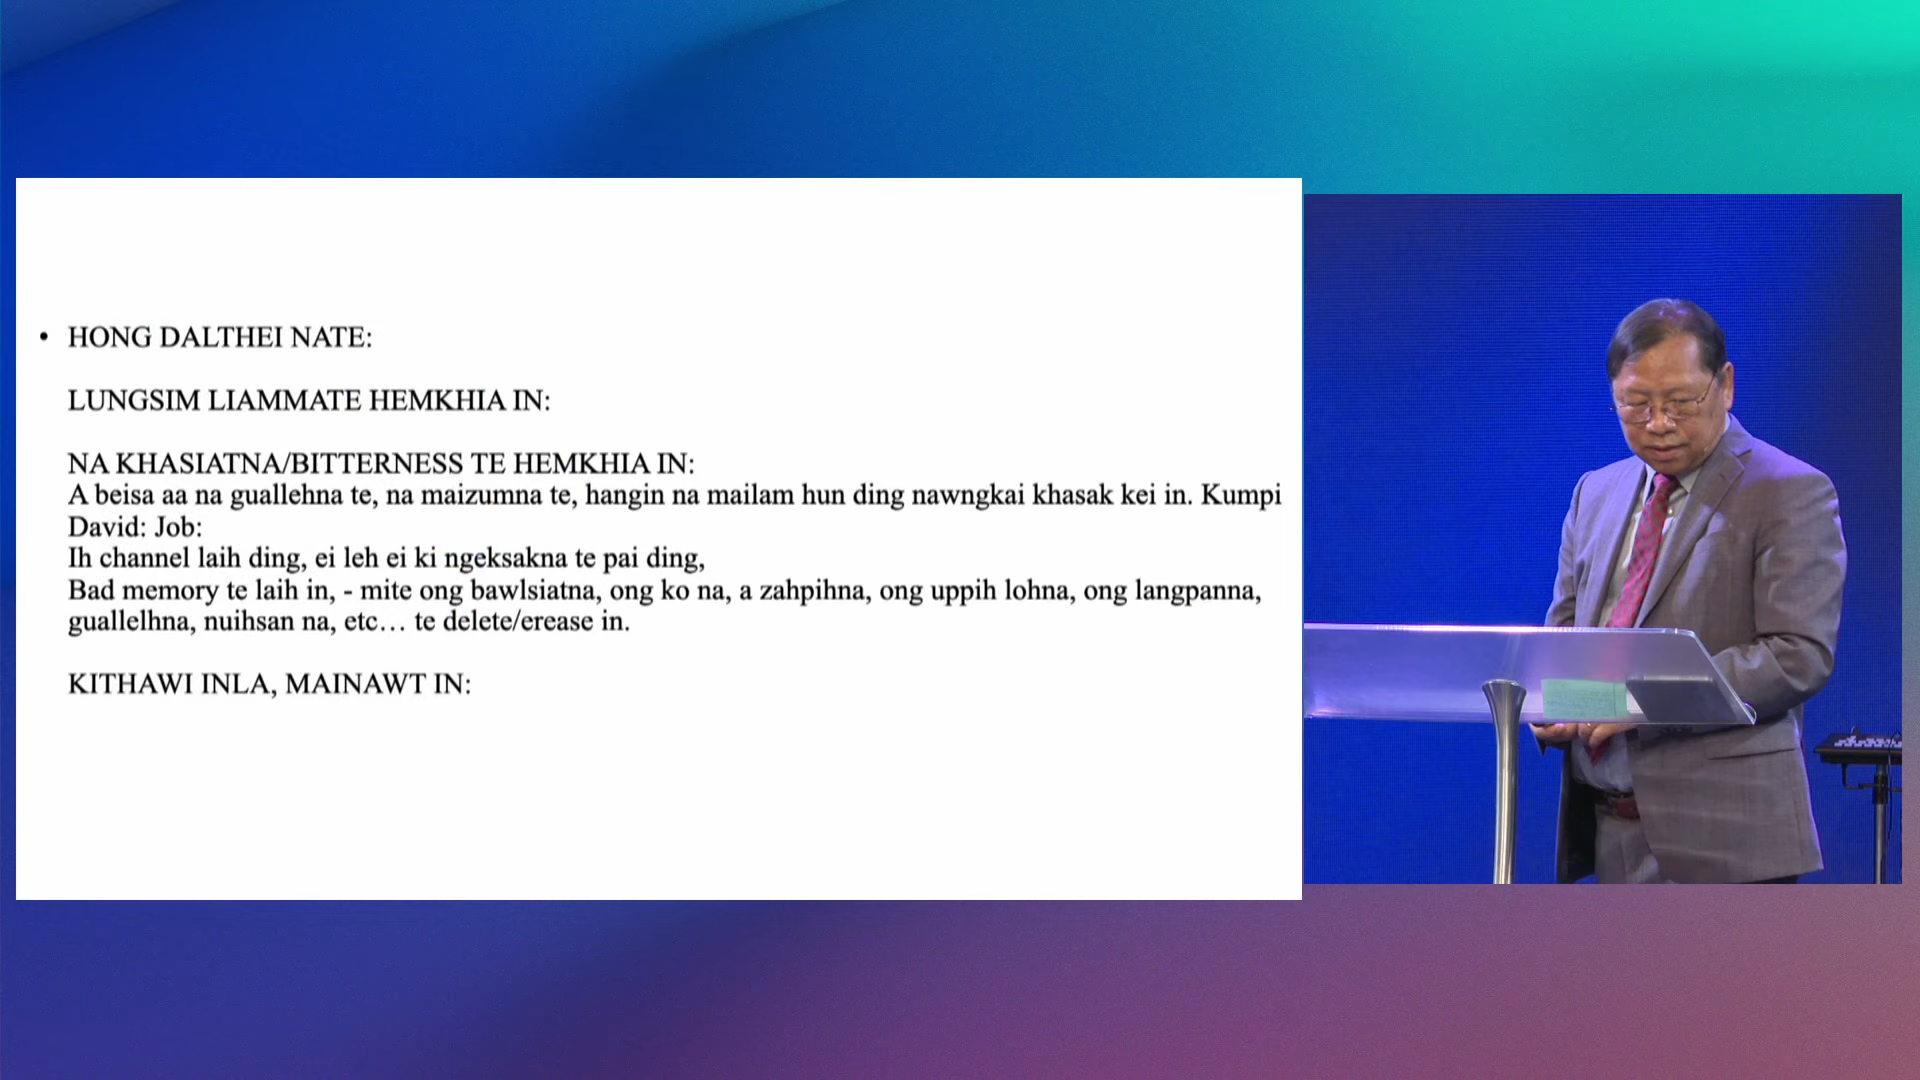 • HONG DALTHEI NATE:
LUNGSIM LIAMMATE HEMKHIA IN:
NA KHASIATNA/BITTERNESS TE HEMKHIA IN:
A beisa aa na guallehna te, na maizumna te, hangin na mailam hun ding nawngkai khasak kei in. Kumpi
David: Job:
Ih channel laih ding, ei leh ei ki ngeksakna te pai ding,
Bad memory te laih in, - mite ong bawlsiatna, ong ko na, a zahpihna, ong uppih lohna, ong langpanna,
guallelhna, nuihsan na, etc… te delete/erease in.
KITHAWI INLA, MAINAWT IN: